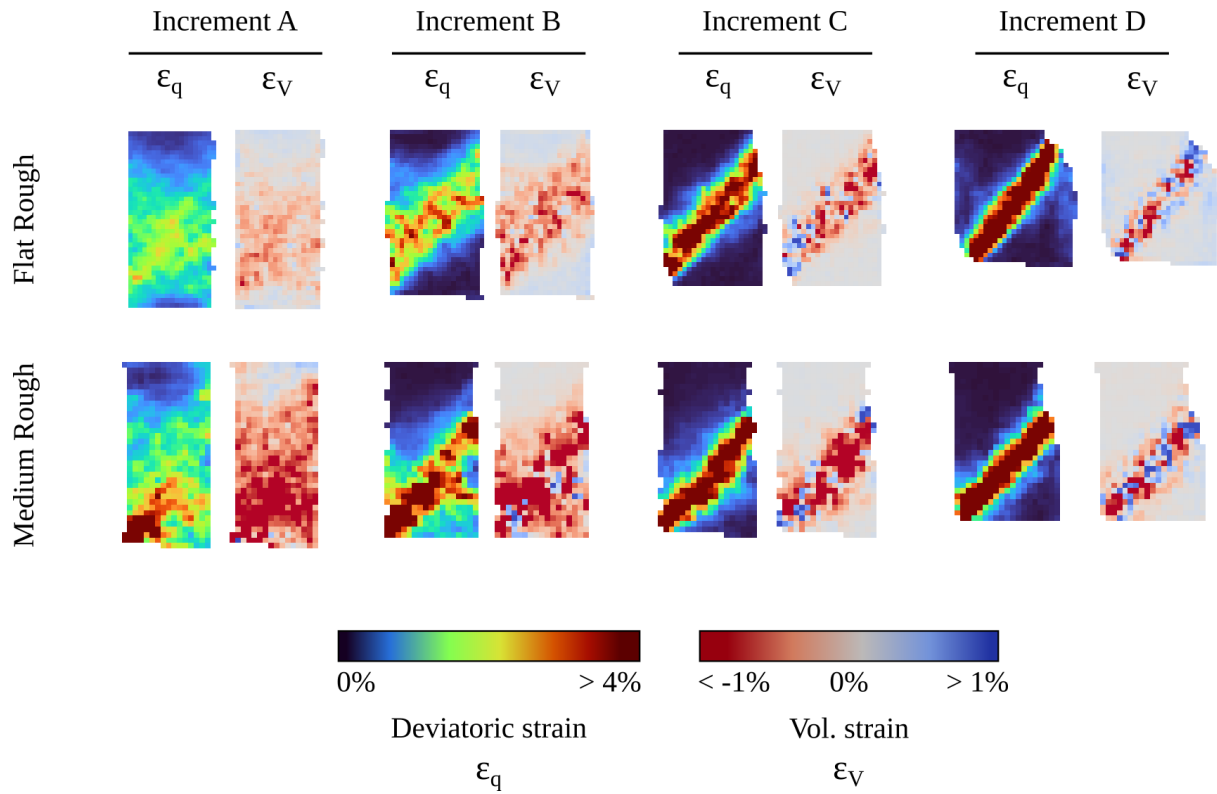 Increment A Increment B Increment C Increment D
εq εV εq εV εq εV εq εV
Flat Rough
Medium Rough
0% > 4% < -1% 0% > 1%
Deviatoric strain Vol. strain
εq εV